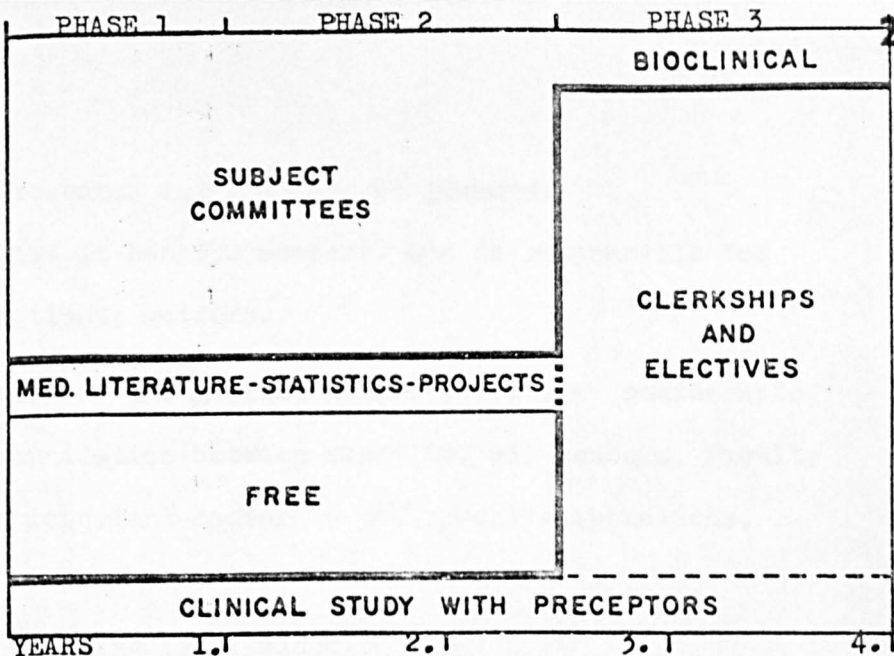 PHASE 1 PHASE 2 PHASE 3
BIOCLINICAL
SUBJECT
COMMITTEES
CLERKSHIPS
AND
ELECTIVES
MED. LITERATURE-STATISTICS-PROJECTS
FREE
CLINICAL STUDY WITH PRECEPTORS
YEARS 1. 2. 3. 4.